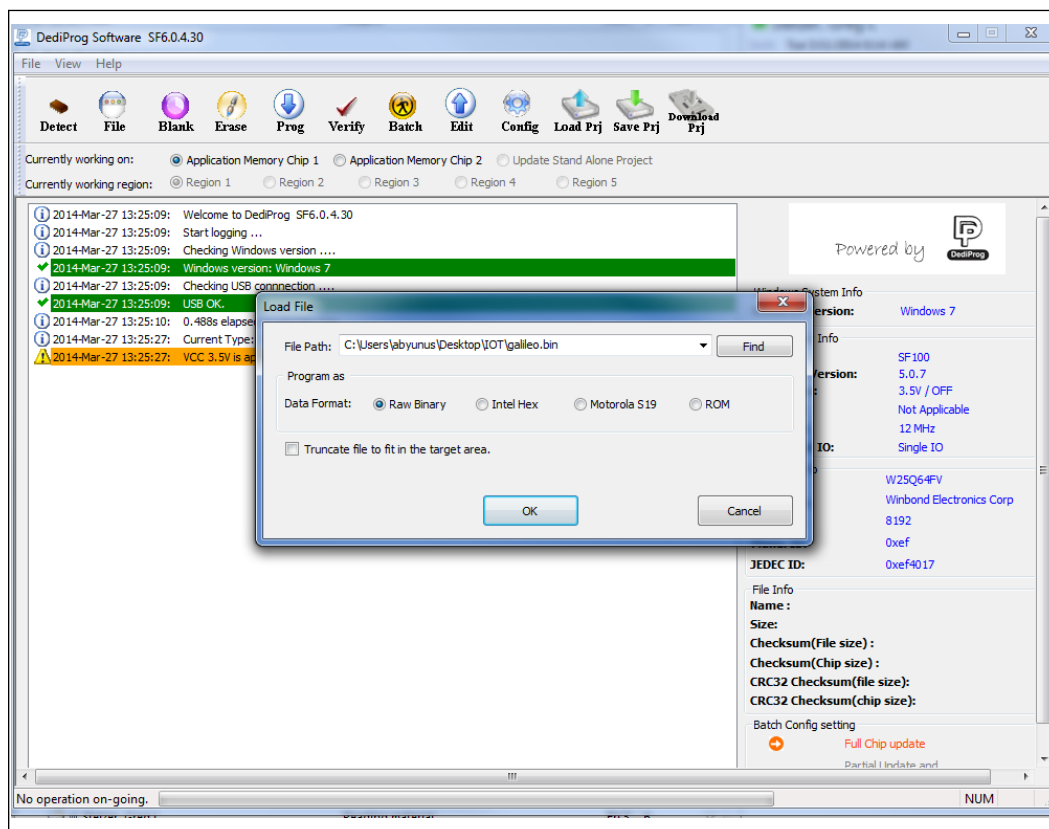 DediProg Software SF6.0.4.30
File View Help
Detect File Blank Erase Prog Verify Batch Edit Config Load Prj Save Prj Download Prj
Currently working on: Application Memory Chip 1 Application Memory Chip 2 Update Stand Alone Project
Currently working region: Region 1 Region 2 Region 3 Region 4 Region 5
2014-Mar-27 13:25:09: Welcome to DediProg SF6.0.4.30
2014-Mar-27 13:25:09: Start logging ...
2014-Mar-27 13:25:09: Checking Windows version ....
2014-Mar-27 13:25:09: Windows version: Windows 7
2014-Mar-27 13:25:09: Checking USB connnection ....
2014-Mar-27 13:25:09: USB OK.
2014-Mar-27 13:25:10: 0.488s elapse
2014-Mar-27 13:25:27: Current Type:
2014-Mar-27 13:25:27: VCC 3.5V is ap
Load File
File Path: C:\Users\abyunus\Desktop\IOT\galileo.bin Find
Program as
Data Format: Raw Binary Intel Hex Motorola S19 ROM
Truncate file to fit in the target area.
OK Cancel
Powered by DediProg
System Info
ersion: Windows 7
Info
SF100
ersion: 5.0.7
: 3.5V / OFF
Not Applicable
12 MHz
IO: Single IO
W25Q64FV
Winbond Electronics Corp
8192
0xef
JEDEC ID: 0xef4017
File Info
Name :
Size:
Checksum(File size) :
Checksum(Chip size) :
CRC32 Checksum(file size):
CRC32 Checksum(chip size):
Batch Config setting
Full Chip update
Partial Update and
No operation on-going. NUM